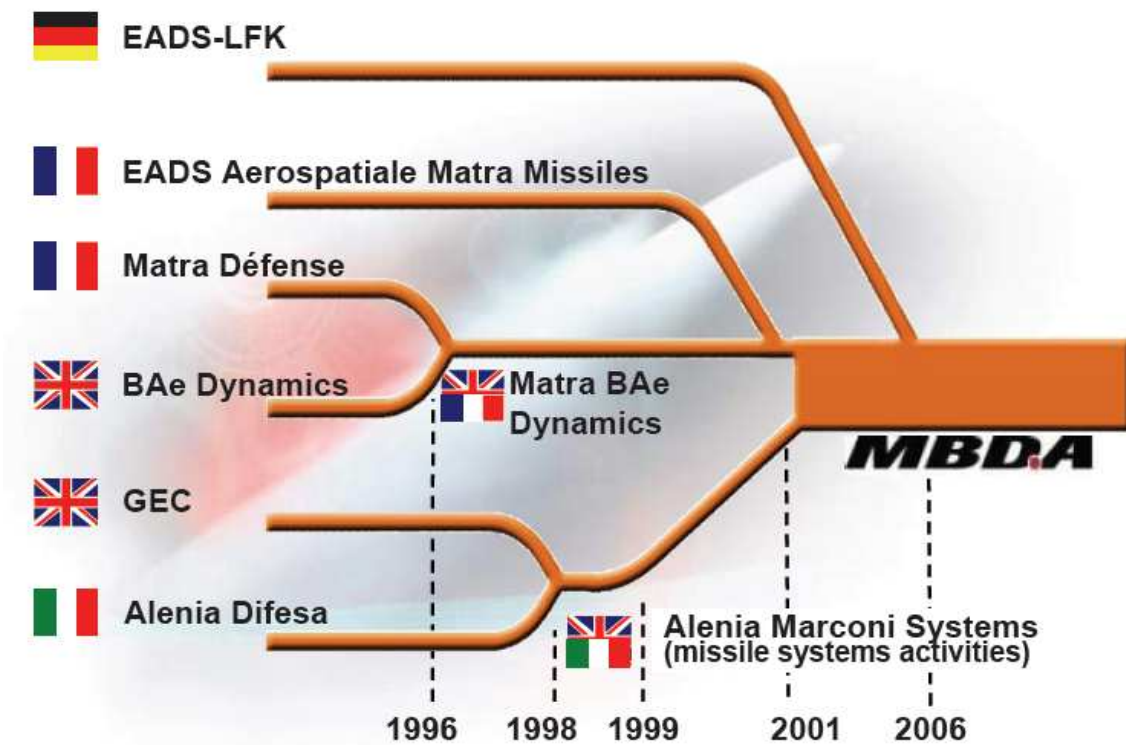 EADS-LFK
EADS Aerospatiale Matra Missiles
Matra Défense
BAe Dynamics
Matra BAe
Dynamics
MBDA
GEC
Alenia Difesa
Alenia Marconi Systems
(missile systems activities)
1996 1998 1999 2001 2006